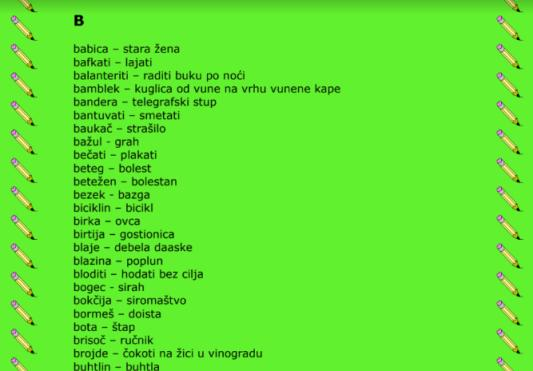 B
babica – stara žena
bafkati – lajati
balanteriti – raditi buku po noći
bamblek – kuglica od vune na vrhu vunene kape
bandera – telegrafski stup
bantuvati – smetati
baukač – strašilo
bažul - grah
bečati – plakati
beteg – bolest
betežen – bolestan
bezek - bazga
biciklin – bicikl
birka – ovca
birtija – gostionica
blaje – debela daaske
blazina – poplun
bloditi – hodati bez cilja
bogec - sirah
bokčija – siromaštvo
bormeš – doista
bota – štap
brisoč – ručnik
brojde – čokoti na žici u vinogradu
buhtlin – buhtla